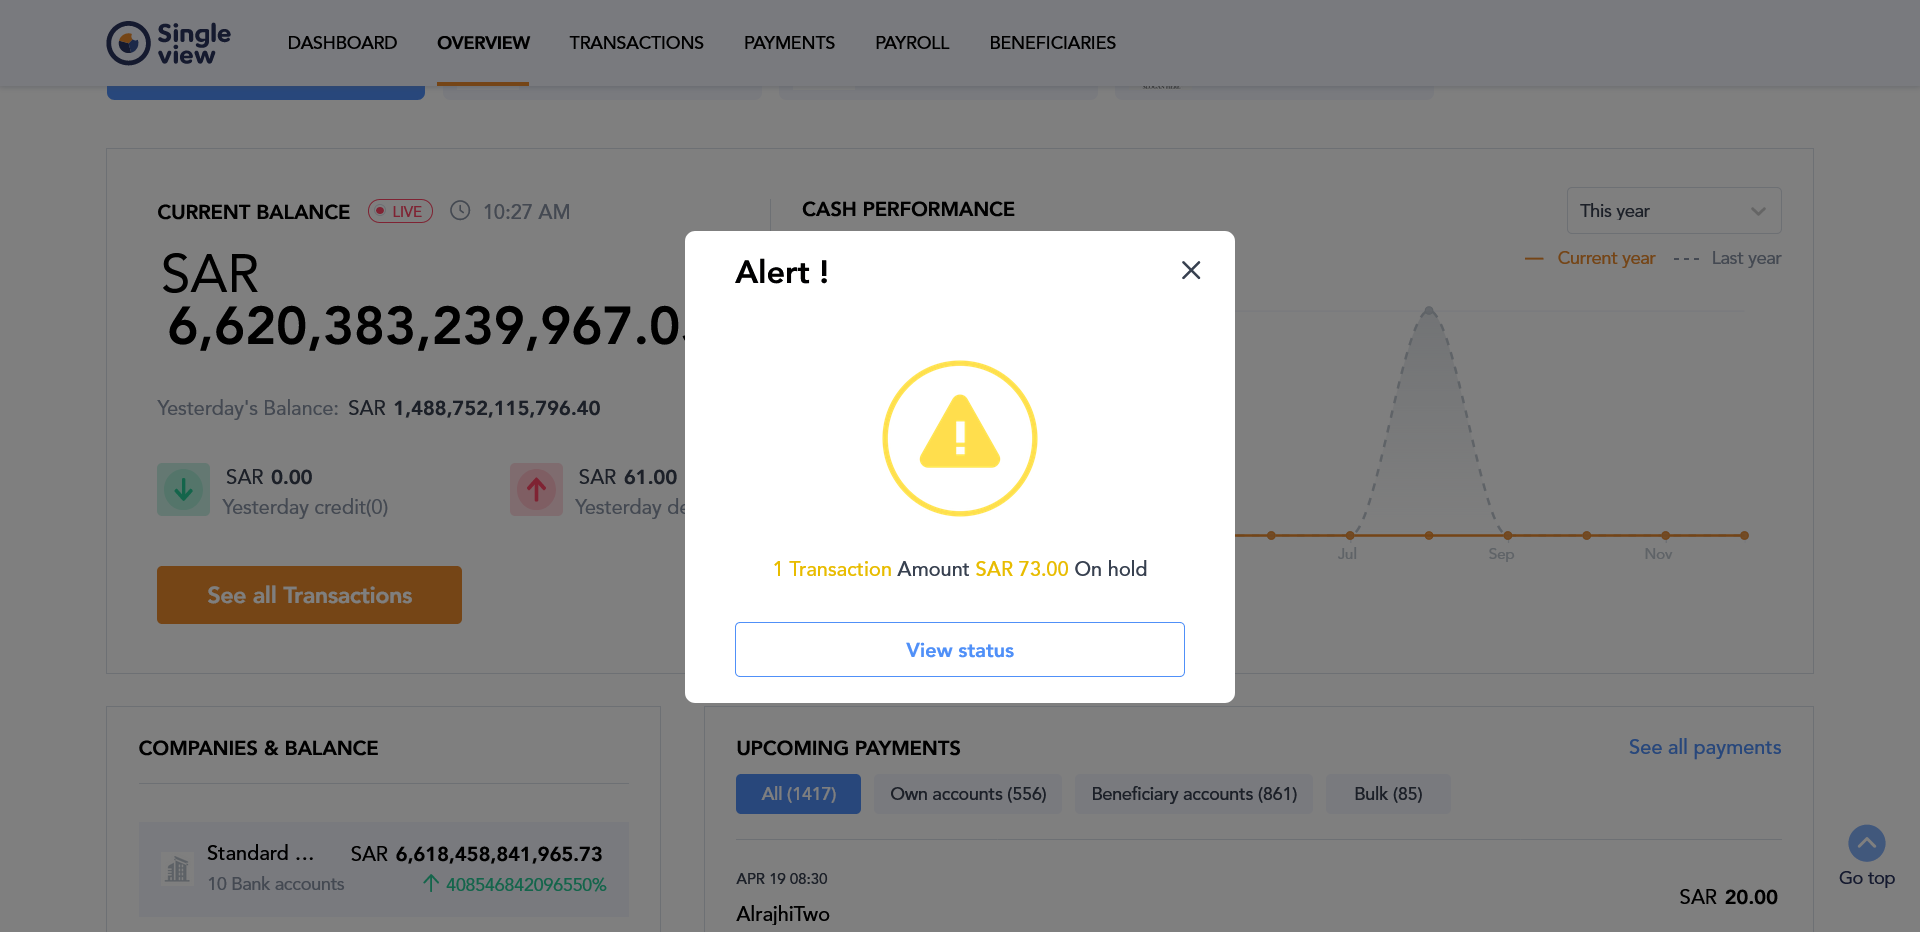 Single view
DASHBOARD OVERVIEW TRANSACTIONS PAYMENTS PAYROLL BENEFICIARIES
CURRENT BALANCE LIVE 10:27 AM
SAR
6,620,383,239,967.0
Yesterday's Balance: SAR 1,488,752,115,796.40
SAR 0.00
Yesterday credit(0)
SAR 61.00
Yesterday de
See all Transactions
CASH PERFORMANCE
This year
Current year Last year
Jul Sep Nov
Alert !
1 Transaction Amount SAR 73.00 On hold
View status
COMPANIES & BALANCE
Standard ... SAR 6,618,458,841,965.73
10 Bank accounts 408546842096550%
UPCOMING PAYMENTS
See all payments
All (1417) Own accounts (556) Beneficiary accounts (861) Bulk (85)
APR 19 08:30
AlrajhiTwo
SAR 20.00
Go top